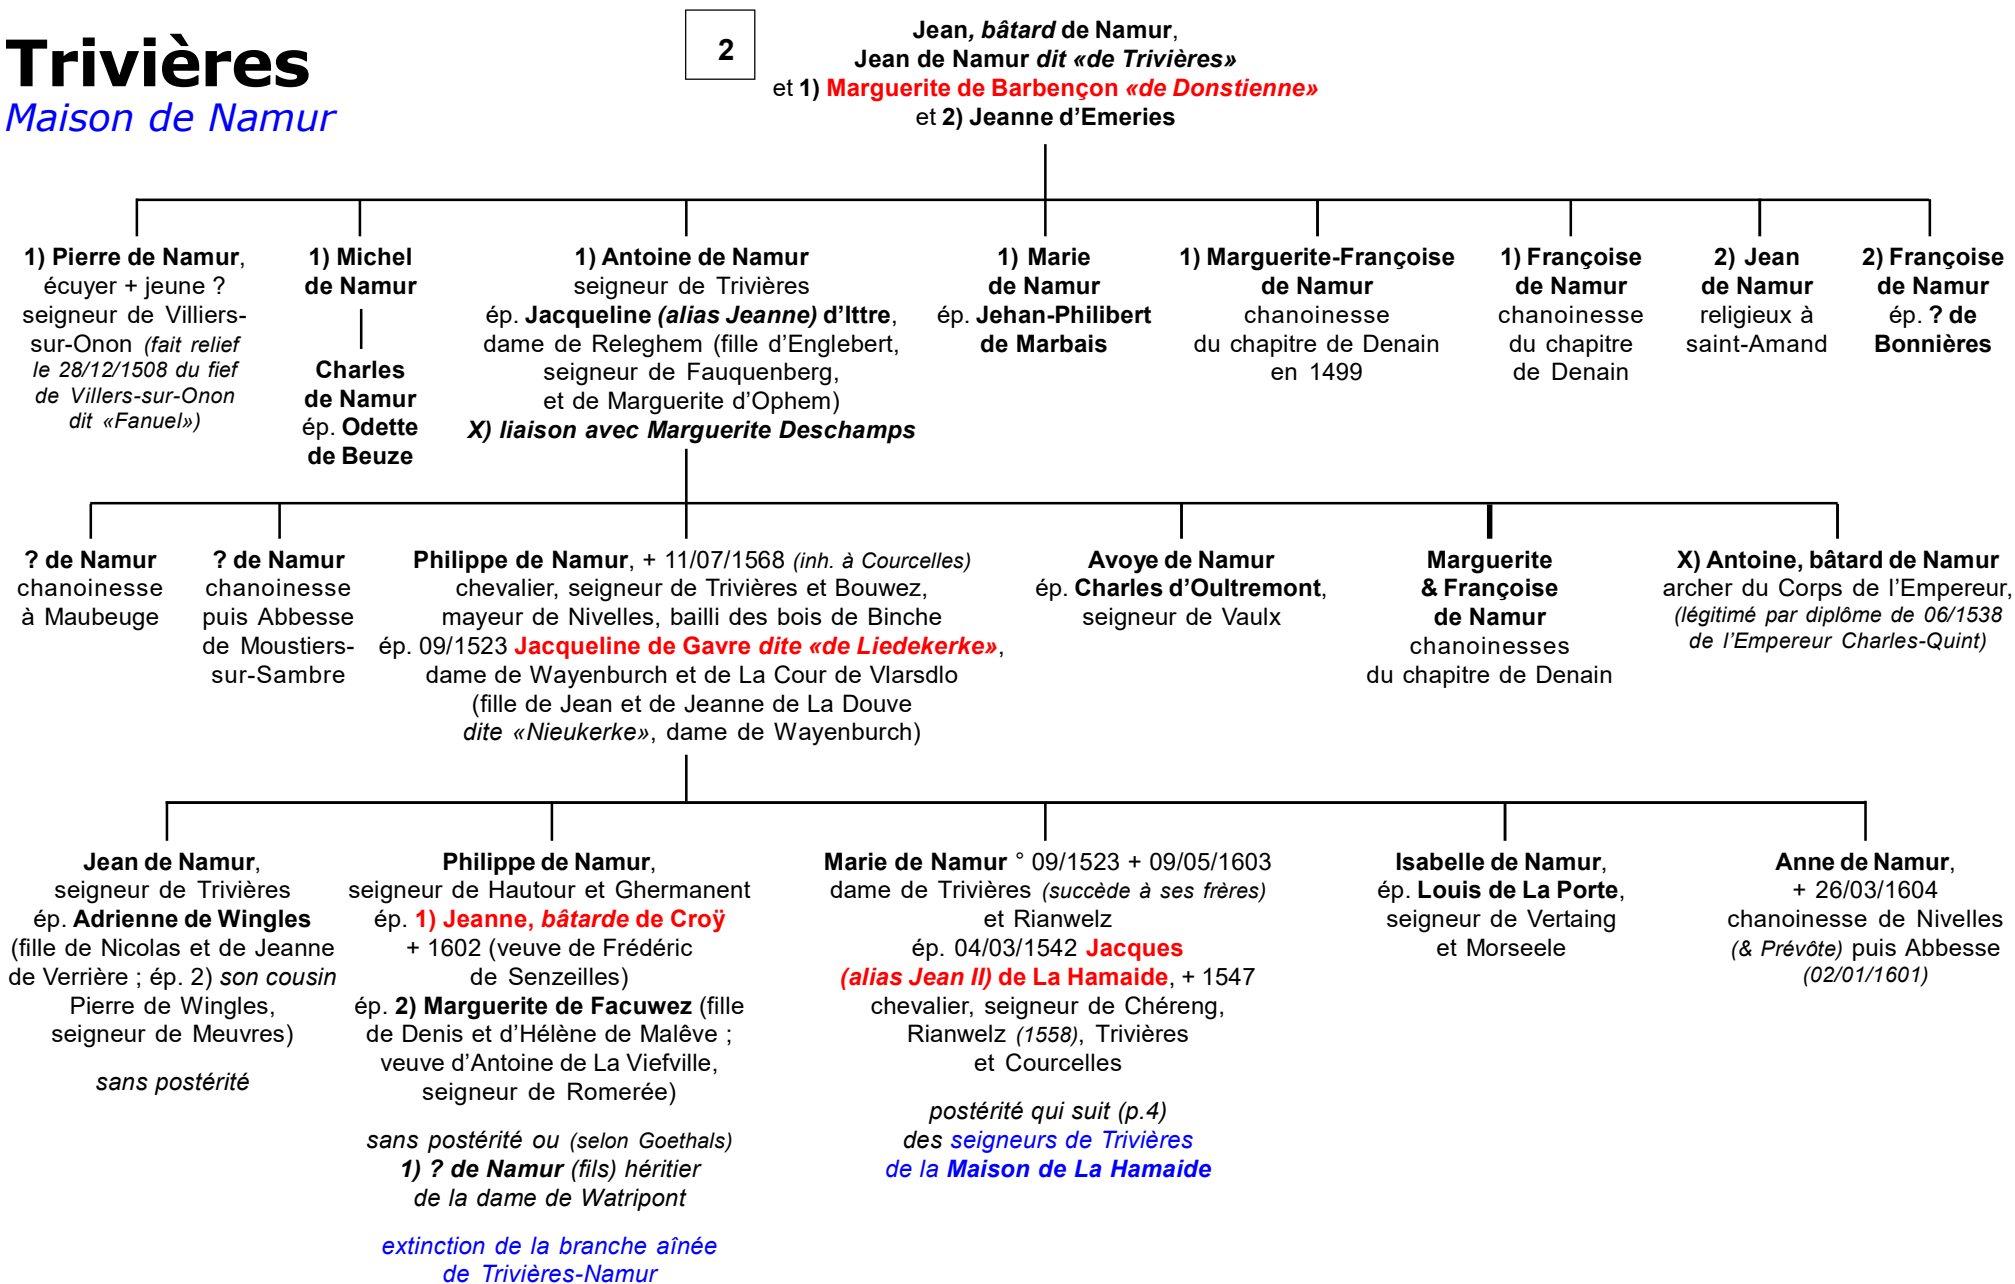 Trivières
Maison de Namur
2
Jean, bâtard de Namur,
Jean de Namur dit «de Trivières»
et 1) Marguerite de Barbençon «de Donstienne»
et 2) Jeanne d’Emeries
1) Pierre de Namur,
écuyer + jeune ?
seigneur de Villiers-
sur-Onon (fait relief
le 28/12/1508 du fief
de Villers-sur-Onon
dit «Fanuel»)
1) Michel
de Namur
Charles
de Namur
ép. Odette
de Beuze
1) Antoine de Namur
seigneur de Trivières
ép. Jacqueline (alias Jeanne) d’Ittre,
dame de Releghem (fille d’Englebert,
seigneur de Fauquenberg,
et de Marguerite d’Ophem)
X) liaison avec Marguerite Deschamps
1) Marie
de Namur
ép. Jehan-Philibert
de Marbais
1) Marguerite-Françoise
de Namur
chanoinesse
du chapitre de Denain
en 1499
1) Françoise
de Namur
chanoinesse
du chapitre
de Denain
2) Jean
de Namur
religieux à
saint-Amand
2) Françoise
de Namur
ép. ? de
Bonnières
? de Namur
chanoinesse
à Maubeuge
? de Namur
chanoinesse
puis Abbesse
de Moustiers-
sur-Sambre
Philippe de Namur, + 11/07/1568 (inh. à Courcelles)
chevalier, seigneur de Trivières et Bouwez,
mayeur de Nivelles, bailli des bois de Binche
ép. 09/1523 Jacqueline de Gavre dite «de Liedekerke»,
dame de Wayenburch et de La Cour de Vlarsdlo
(fille de Jean et de Jeanne de La Douve
dite «Nieukerke», dame de Wayenburch)
Avoye de Namur
ép. Charles d’Oultremont,
seigneur de Vaulx
Marguerite
& Françoise
de Namur
chanoinesses
du chapitre de Denain
X) Antoine, bâtard de Namur
archer du Corps de l’Empereur,
(légitimé par diplôme de 06/1538
de l’Empereur Charles-Quint)
Jean de Namur,
seigneur de Trivières
ép. Adrienne de Wingles
(fille de Nicolas et de Jeanne
de Verrière ; ép. 2) son cousin
Pierre de Wingles,
seigneur de Meuvres)
sans postérité
Philippe de Namur,
seigneur de Hautour et Ghermanent
ép. 1) Jeanne, bâtarde de Croÿ
+ 1602 (veuve de Frédéric
de Senzeilles)
ép. 2) Marguerite de Facuwez (fille
de Denis et d’Hélène de Malêve ;
veuve d’Antoine de La Viefville,
seigneur de Romerée)
sans postérité ou (selon Goethals)
1) ? de Namur (fils) héritier
de la dame de Watripont
extinction de la branche aînée
de Trivières-Namur
Marie de Namur ° 09/1523 + 09/05/1603
dame de Trivières (succède à ses frères)
et Rianwelz
ép. 04/03/1542 Jacques
(alias Jean II) de La Hamaide, + 1547
chevalier, seigneur de Chéreng,
Rianwelz (1558), Trivières
et Courcelles
postérité qui suit (p.4)
des seigneurs de Trivières
de la Maison de La Hamaide
Isabelle de Namur,
ép. Louis de La Porte,
seigneur de Vertaing
et Morseele
Anne de Namur,
+ 26/03/1604
chanoinesse de Nivelles
(& Prévôte) puis Abbesse
(02/01/1601)